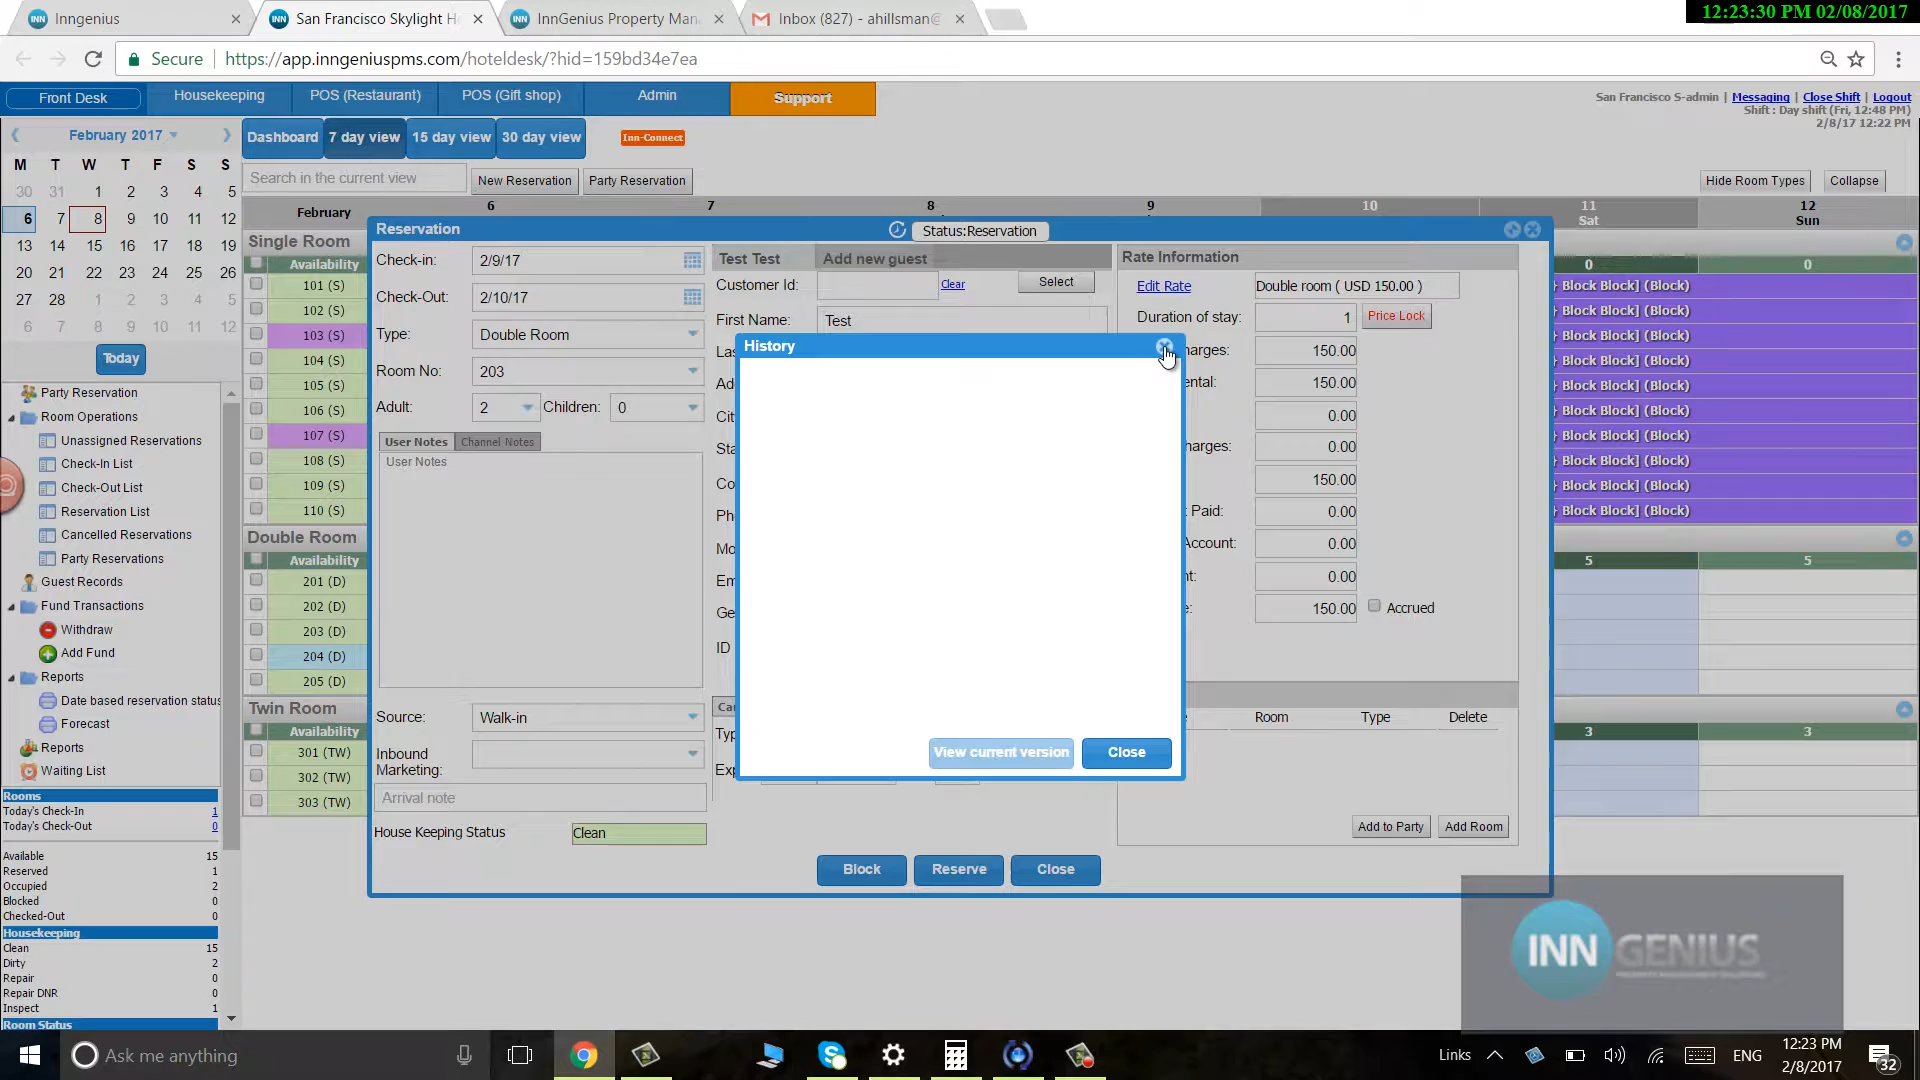 Inngenius
San Francisco Skylight H
InnGenius Property Man
Inbox (827) - ahillsman@
12:23:30 PM 02/08/2017
Secure
https://app.inngeniuspms.com/hoteldesk/?hid=159bd34e7ea
Front Desk
Housekeeping
POS (Restaurant)
POS (Gift shop)
Admin
Support
San Francisco S-admin | Messaging | Close Shift | Logout
Shift : Day shift (Fri, 12:48 PM)
2/8/17 12:22 PM
February 2017
Dashboard
7 day view
15 day view
30 day view
Inn-Connect
M T W T F S S
30 31 1 2 3 4 5
6 7 8 9 10 11 12
13 14 15 16 17 18 19
20 21 22 23 24 25 26
27 28 1 2 3 4 5
6 7 8 9 10 11 12
Today
Search in the current view
New Reservation
Party Reservation
Hide Room Types
Collapse
February
6 7 8 9 10 11 12
Sat Sun
Single Room
Availability
0 0
101 (S)
102 (S)
103 (S)
104 (S)
105 (S)
106 (S)
107 (S)
108 (S)
109 (S)
110 (S)
Block Block] (Block)
Block Block] (Block)
Block Block] (Block)
Block Block] (Block)
Block Block] (Block)
Block Block] (Block)
Block Block] (Block)
Block Block] (Block)
Block Block] (Block)
Block Block] (Block)
Double Room
Availability
5 5
201 (D)
202 (D)
203 (D)
204 (D)
205 (D)
Twin Room
Availability
3 3
301 (TW)
302 (TW)
303 (TW)
Party Reservation
Room Operations
Unassigned Reservations
Check-In List
Check-Out List
Reservation List
Cancelled Reservations
Party Reservations
Guest Records
Fund Transactions
Withdraw
Add Fund
Reports
Date based reservation status
Forecast
Reports
Waiting List
Rooms
Today's Check-In 1
Today's Check-Out 0
Available 15
Reserved 1
Occupied 2
Blocked 0
Checked-Out 0
Housekeeping
Clean 15
Dirty 2
Repair 0
Repair DNR 0
Inspect 1
Room Status
Reservation
Status:Reservation
Check-in: 2/9/17
Check-Out: 2/10/17
Type: Double Room
Room No: 203
Adult: 2 Children: 0
User Notes
Channel Notes
User Notes
Source: Walk-in
Inbound
Marketing:
Arrival note
House Keeping Status Clean
Test Test
Add new guest
Customer Id: Clear Select
First Name: Test
Las
Ad
Cit
Sta
Co
Ph
Mo
Em
Ge
ID
Ca
Typ
Exp
History
View current version
Close
Rate Information
Edit Rate Double room ( USD 150.00 )
Duration of stay: 1 Price Lock
arges: 150.00
ental: 150.00
0.00
arges: 0.00
150.00
t Paid: 0.00
Account: 0.00
nt: 0.00
e: 150.00 Accrued
e Room Type Delete
Add to Party
Add Room
Block
Reserve
Close
INN GENIUS
Ask me anything
Links
ENG
12:23 PM
2/8/2017
32